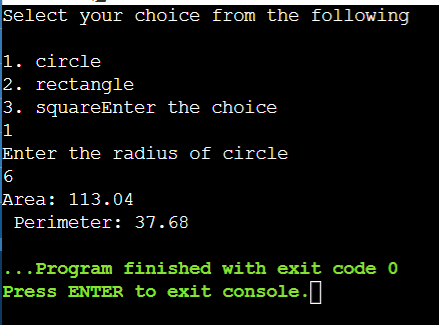 Select your choice from the following
1. circle
2. rectangle
3. squareEnter the choice
1
Enter the radius of circle
6
Area: 113.04
 Perimeter: 37.68
...Program finished with exit code 0
Press ENTER to exit console.